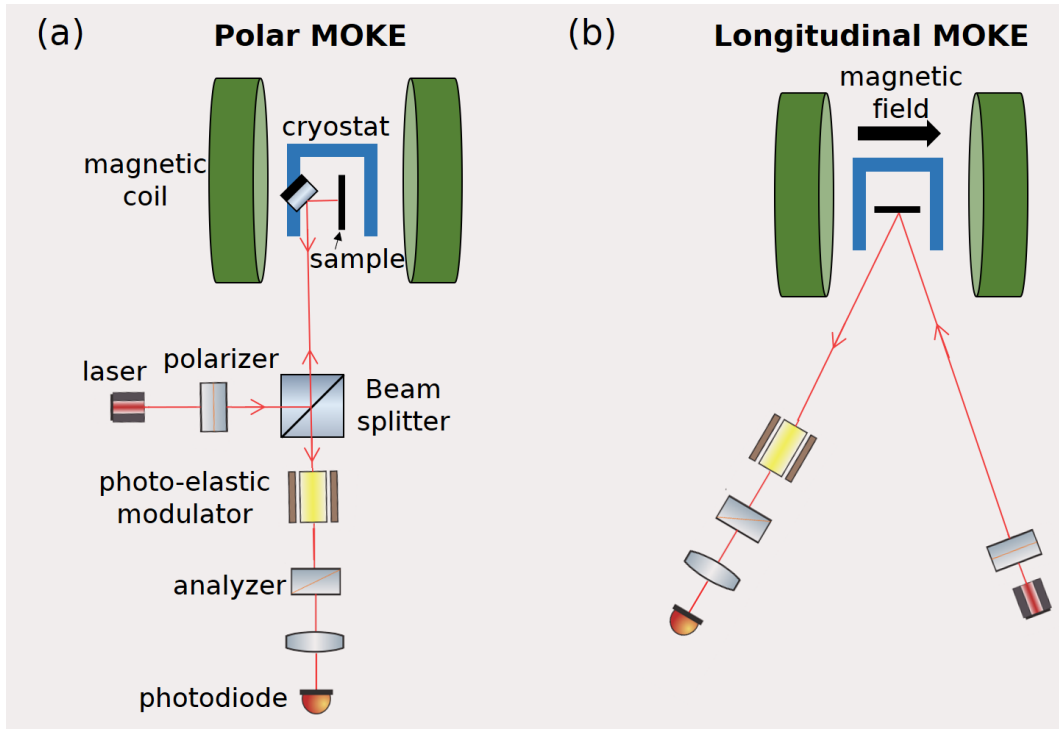 (a)
Polar MOKE
cryostat
magnetic
coil
sample
laser
polarizer
Beam
splitter
photo-elastic
modulator
analyzer
photodiode
(b)
Longitudinal MOKE
magnetic
field